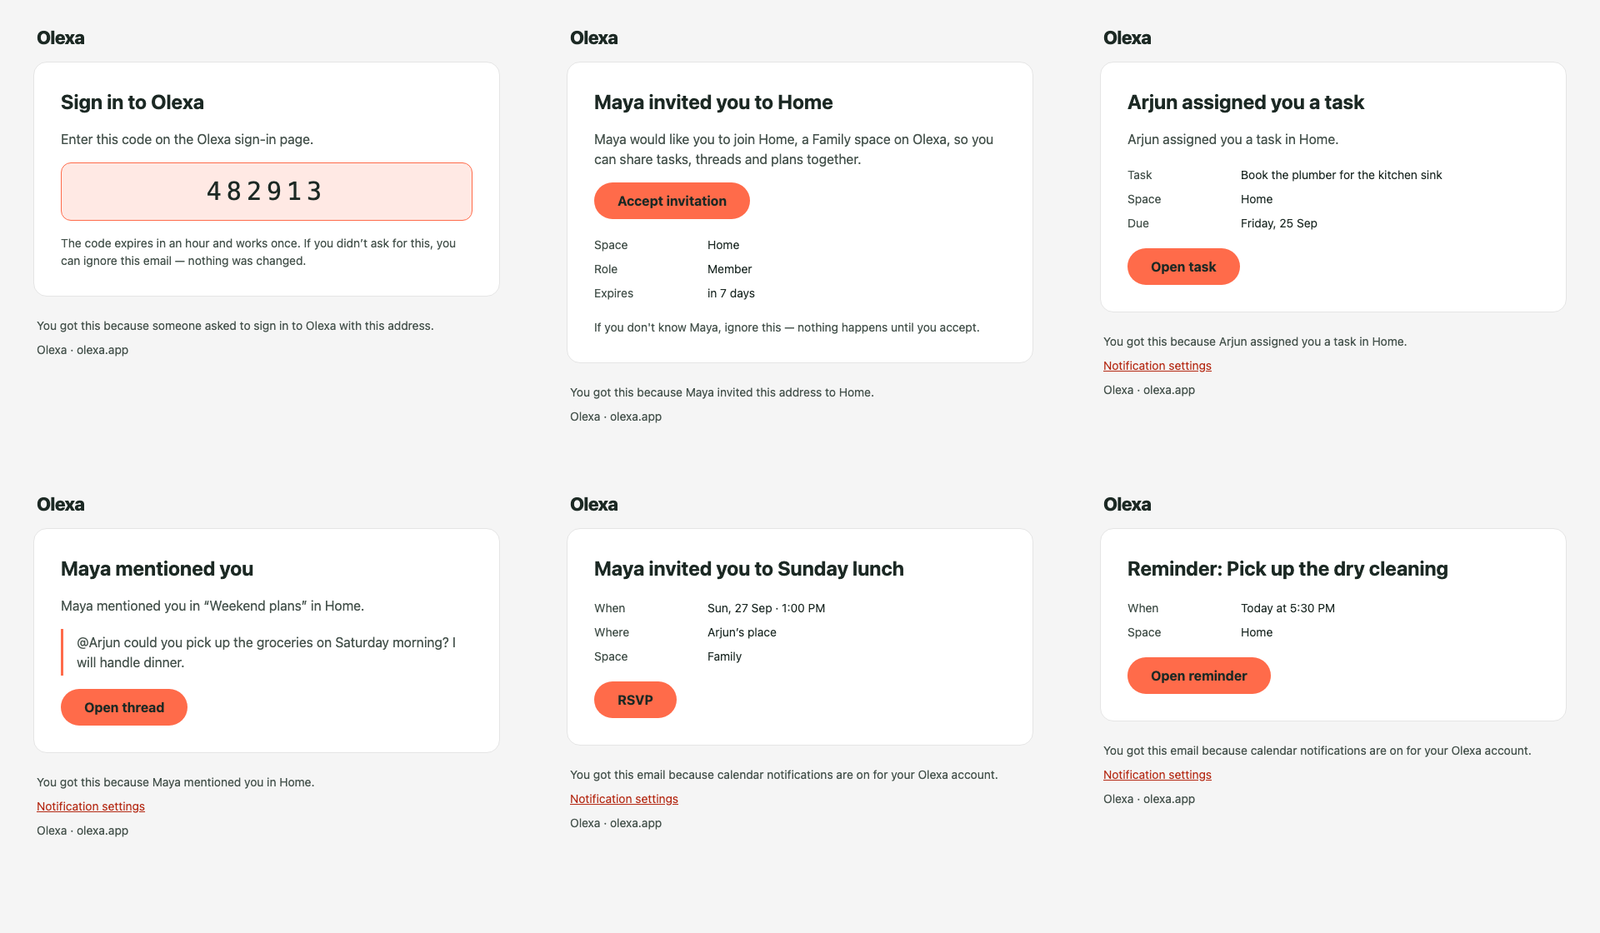 Olexa
Sign in to Olexa
Enter this code on the Olexa sign-in page.
482913
The code expires in an hour and works once. If you didn’t ask for this, you
can ignore this email — nothing was changed.
You got this because someone asked to sign in to Olexa with this address.
Olexa · olexa.app
Olexa
Maya invited you to Home
Maya would like you to join Home, a Family space on Olexa, so you
can share tasks, threads and plans together.
Accept invitation
Space Home
Role Member
Expires in 7 days
If you don't know Maya, ignore this — nothing happens until you accept.
You got this because Maya invited this address to Home.
Olexa · olexa.app
Olexa
Arjun assigned you a task
Arjun assigned you a task in Home.
Task Book the plumber for the kitchen sink
Space Home
Due Friday, 25 Sep
Open task
You got this because Arjun assigned you a task in Home.
Notification settings
Olexa · olexa.app
Olexa
Maya mentioned you
Maya mentioned you in “Weekend plans” in Home.
@Arjun could you pick up the groceries on Saturday morning? I
will handle dinner.
Open thread
You got this because Maya mentioned you in Home.
Notification settings
Olexa · olexa.app
Olexa
Maya invited you to Sunday lunch
When Sun, 27 Sep · 1:00 PM
Where Arjun’s place
Space Family
RSVP
You got this email because calendar notifications are on for your Olexa account.
Notification settings
Olexa · olexa.app
Olexa
Reminder: Pick up the dry cleaning
When Today at 5:30 PM
Space Home
Open reminder
You got this email because calendar notifications are on for your Olexa account.
Notification settings
Olexa · olexa.app